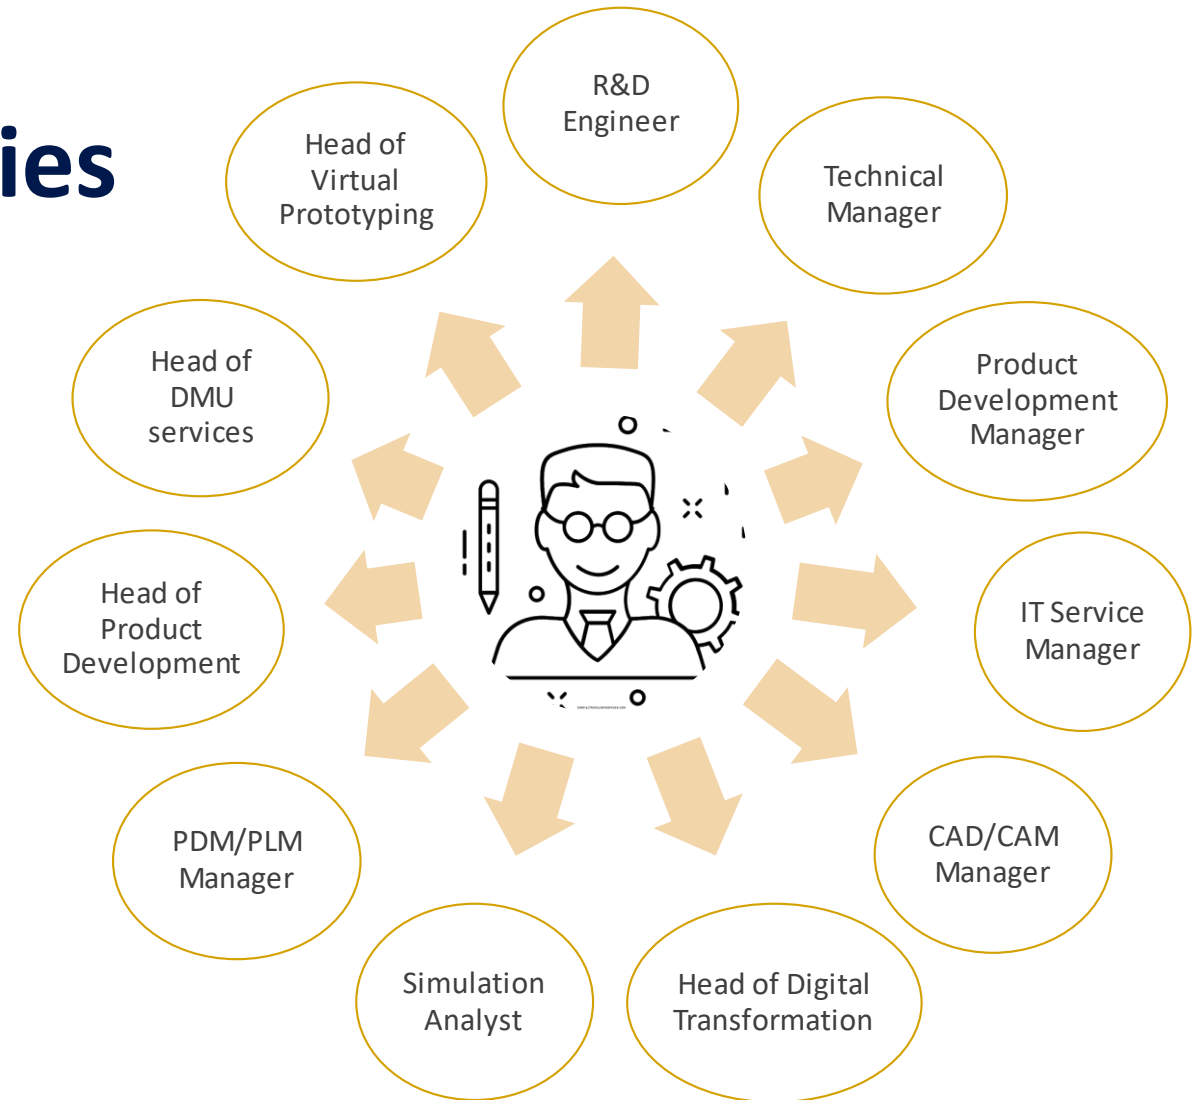 ies
R&D
Engineer
Technical
Manager
Product
Development
Manager
IT Service
Manager
CAD/CAM
Manager
Head of Digital
Transformation
Simulation
Analyst
PDM/PLM
Manager
Head of
Product
Development
Head of
DMU
services
Head of
Virtual
Prototyping